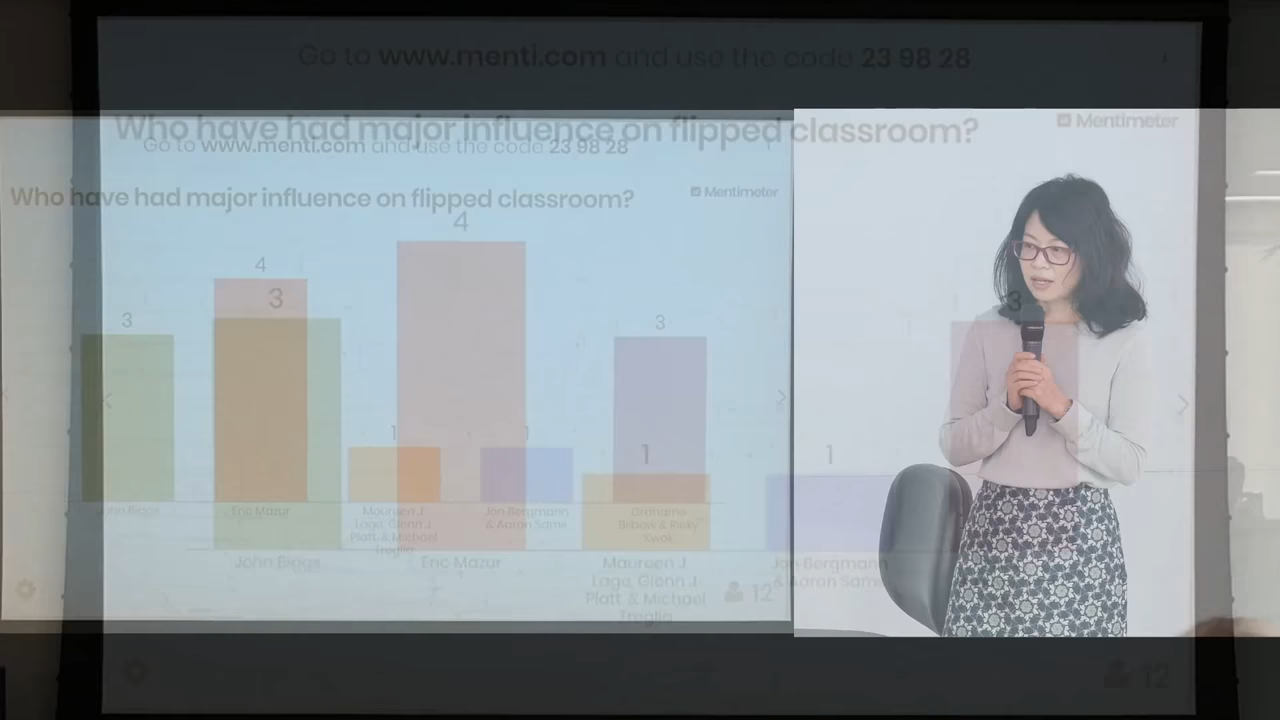 Go to www.menti.com and use the code 23 98 28
Who have had major influence on flipped classroom?
Mentimeter
Go to www.menti.com and use the code 23 98 28
Who have had major influence on flipped classroom?
Mentimeter
4
4
3
3
3
3
1
1
1
1
John Biggs
Eric Mazur
Maureen J.
Lage, Glenn J.
Platt, & Michael
Treglia
Jon Bergmann
& Aaron Sams
Grahame
Bilbow & Ricky
Kwok
John Biggs
Eric Mazur
Maureen J.
Lage, Glenn J.
Platt, & Michael
Treglia
Jon Bergmann
& Aaron Sams
12
12